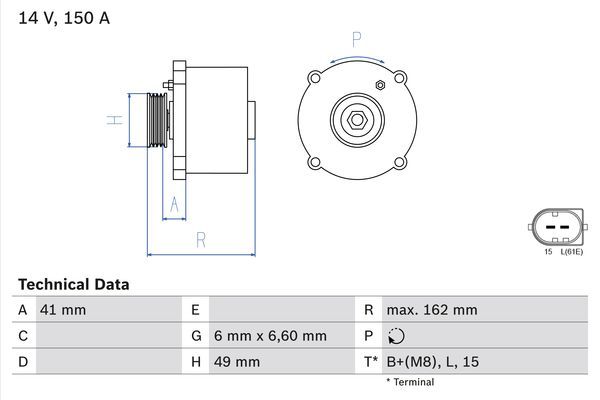 14 V, 150 A
P
H
A
R
15 L(61E)
Technical Data
A 41 mm E R max. 162 mm
C G 6 mm x 6,60 mm P
D H 49 mm T* B+(M8), L, 15
* Terminal